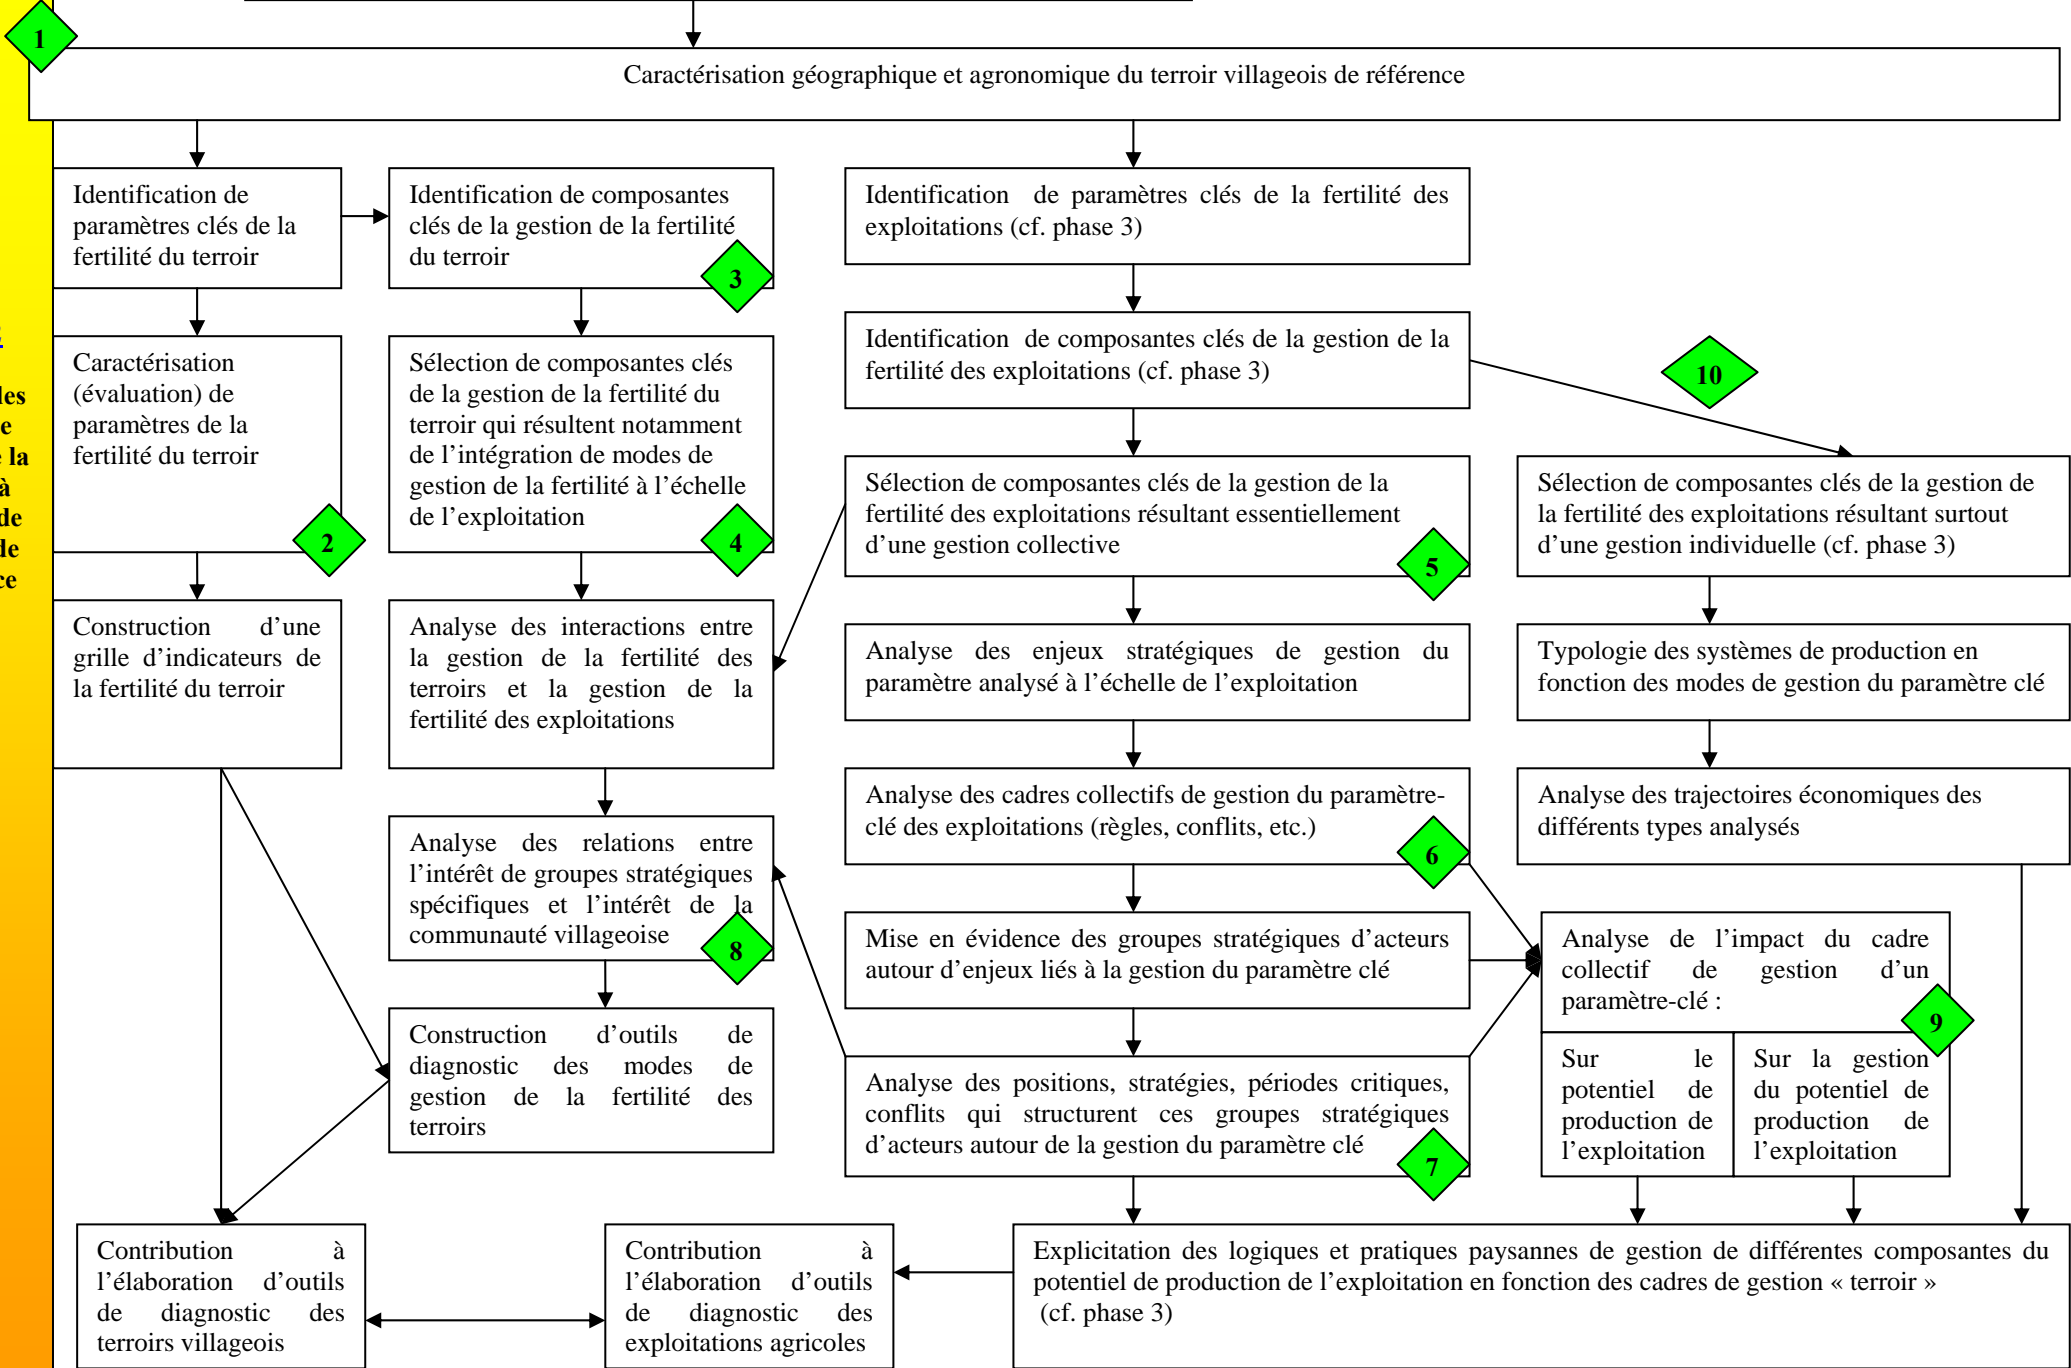 1
Caractérisation géographique et agronomique du terroir villageois de référence
Identification de
paramètres clés de la
fertilité du terroir
Identification de composantes
clés de la gestion de la fertilité
du terroir
3
Identification de paramètres clés de la fertilité des
exploitations (cf. phase 3)
Caractérisation
(évaluation) de
paramètres de la
fertilité du terroir
2
Sélection de composantes clés
de la gestion de la fertilité du
terroir qui résultent notamment
de l’intégration de modes de
gestion de la fertilité à l’échelle
de l’exploitation
4
Identification de composantes clés de la gestion de la
fertilité des exploitations (cf. phase 3)
10
Sélection de composantes clés de la gestion de la
fertilité des exploitations résultant essentiellement
d’une gestion collective
5
Sélection de composantes clés de la gestion de
la fertilité des exploitations résultant surtout
d’une gestion individuelle (cf. phase 3)
la
à
de
Construction d’une
grille d’indicateurs de
la fertilité du terroir
Analyse des interactions entre
la gestion de la fertilité des
terroirs et la gestion de la
fertilité des exploitations
Analyse des enjeux stratégiques de gestion du
paramètre analysé à l’échelle de l’exploitation
Typologie des systèmes de production en
fonction des modes de gestion du paramètre clé
Analyse des cadres collectifs de gestion du paramètre-
clé des exploitations (règles, conflits, etc.)
6
Analyse des trajectoires économiques des
différents types analysés
Analyse des relations entre
l’intérêt de groupes stratégiques
spécifiques et l’intérêt de la
communauté villageoise
8
Mise en évidence des groupes stratégiques d’acteurs
autour d’enjeux liés à la gestion du paramètre clé
Analyse de l’impact du cadre
collectif de gestion d’un
paramètre-clé :
9
Sur le
potentiel de
production de
l’exploitation
Sur la gestion
du potentiel de
production de
l’exploitation
Construction d’outils de
diagnostic des modes de
gestion de la fertilité des
terroirs
Analyse des positions, stratégies, périodes critiques,
conflits qui structurent ces groupes stratégiques
d’acteurs autour de la gestion du paramètre clé
7
Contribution à
l’élaboration d’outils
de diagnostic des
terroirs villageois
Contribution à
l’élaboration d’outils
de diagnostic des
exploitations agricoles
Explicitation des logiques et pratiques paysannes de gestion de différentes composantes du
potentiel de production de l’exploitation en fonction des cadres de gestion « terroir »
(cf. phase 3)